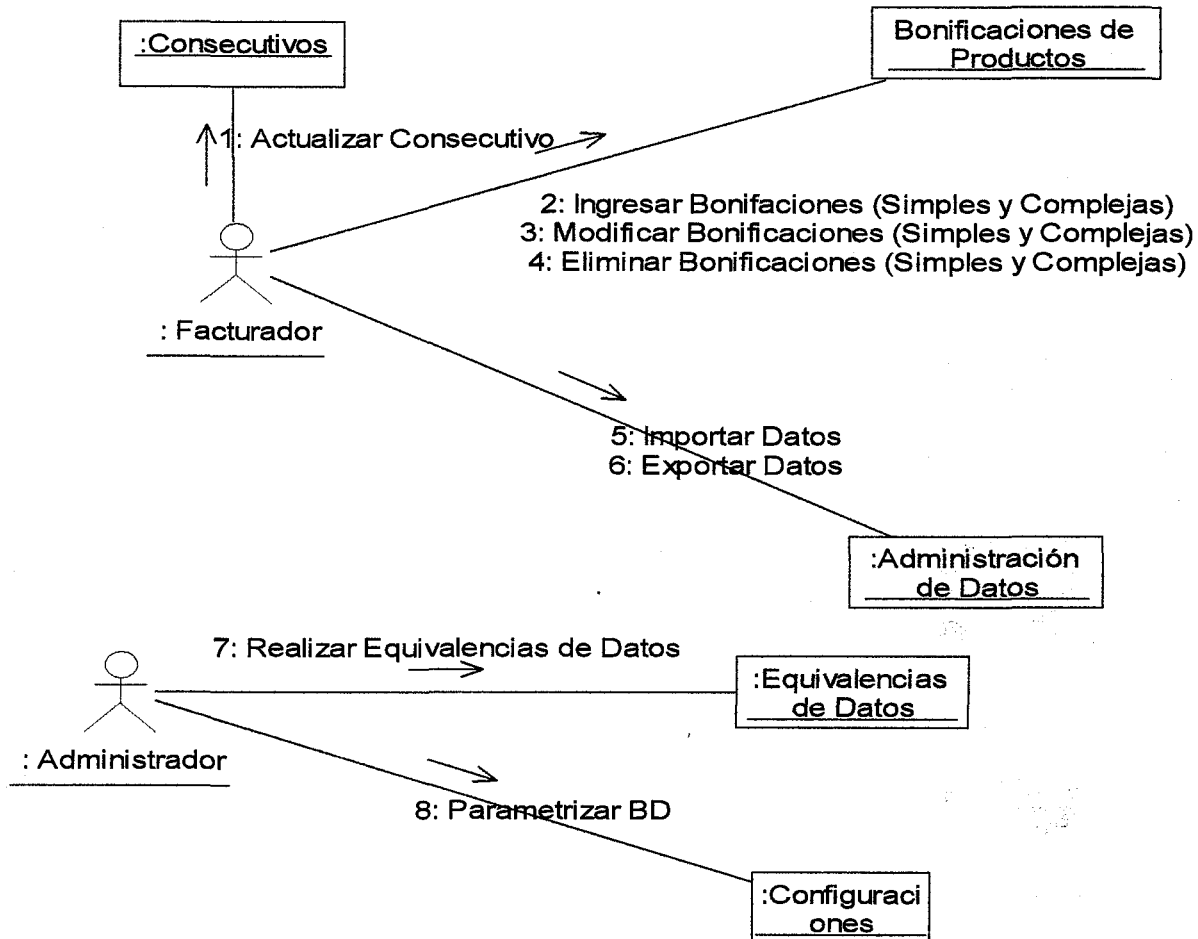 :Consecutivos
Bonificaciones de
Productos
1: Actualizar Consecutivo
2: Ingresar Bonifaciones (Simples y Complejas)
3: Modificar Bonificaciones (Simples y Complejas)
4: Eliminar Bonificaciones (Simples y Complejas)
: Facturador
5: Importar Datos
6: Exportar Datos
:Administración
de Datos
7: Realizar Equivalencias de Datos
:Equivalencias
de Datos
: Administrador
8: Parametrizar BD
:Configuraci
ones